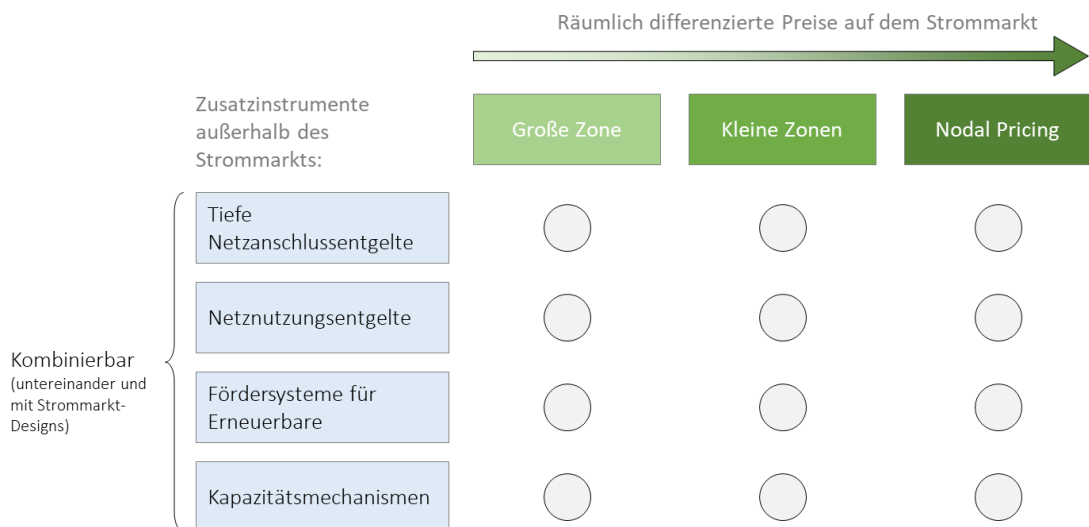 Räumlich differenzierte Preise auf dem Strommarkt
Zusatzinstrumente
außerhalb des
Strommarkts:
Große Zone
Kleine Zonen
Nodal Pricing
Tiefe
Netzanschlussentgelte
Netznutzungsentgelte
Kombinierbar
(untereinander und
mit Strommarkt-
Designs)
Fördersysteme für
Erneuerbare
Kapazitätsmechanismen